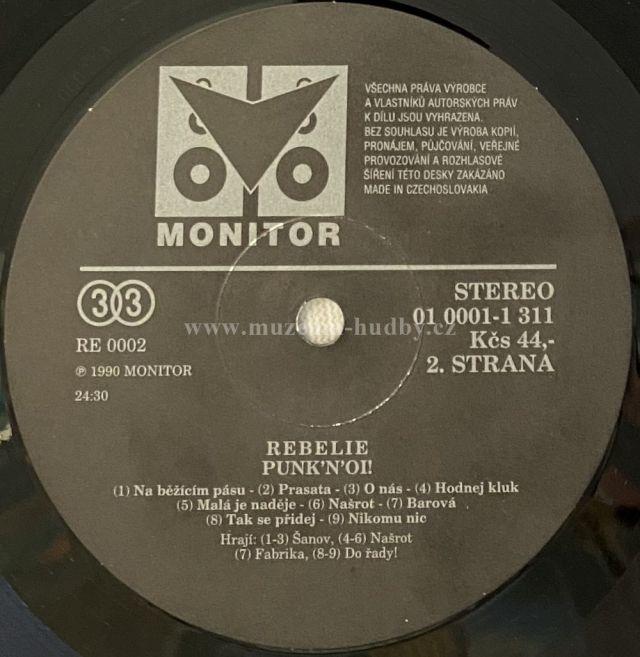 VŠECHNA PRÁVA VÝROBCE
A VLASTNÍKŮ AUTORSKÝCH PRÁV
K DÍLU JSOU VYHRAZENA.
BEZ SOUHLASU JE VÝROBA KOPIÍ,
PRONÁJEM, PŮJČOVÁNÍ, VEŘEJNÉ
PROVOZOVÁNÍ A ROZHLASOVÉ
ŠÍŘENÍ TÉTO DESKY ZAKÁZÁNO
MADE IN CZECHOSLOVAKIA
MONITOR
33
RE 0002
℗ 1990 MONITOR
24:30
STEREO
01 0001-1 311
Kčs 44,-
2. STRANA
www.muzeum-hudby.cz
REBELIE
PUNK'N'OI!
(1) Na běžícím pásu - (2) Prasata - (3) O nás - (4) Hodnej kluk
(5) Malá je naděje - (6) Našrot - (7) Barová
(8) Tak se přidej - (9) Nikomu nic
Hrají: (1-3) Šanov, (4-6) Našrot
(7) Fabrika, (8-9) Do řady!